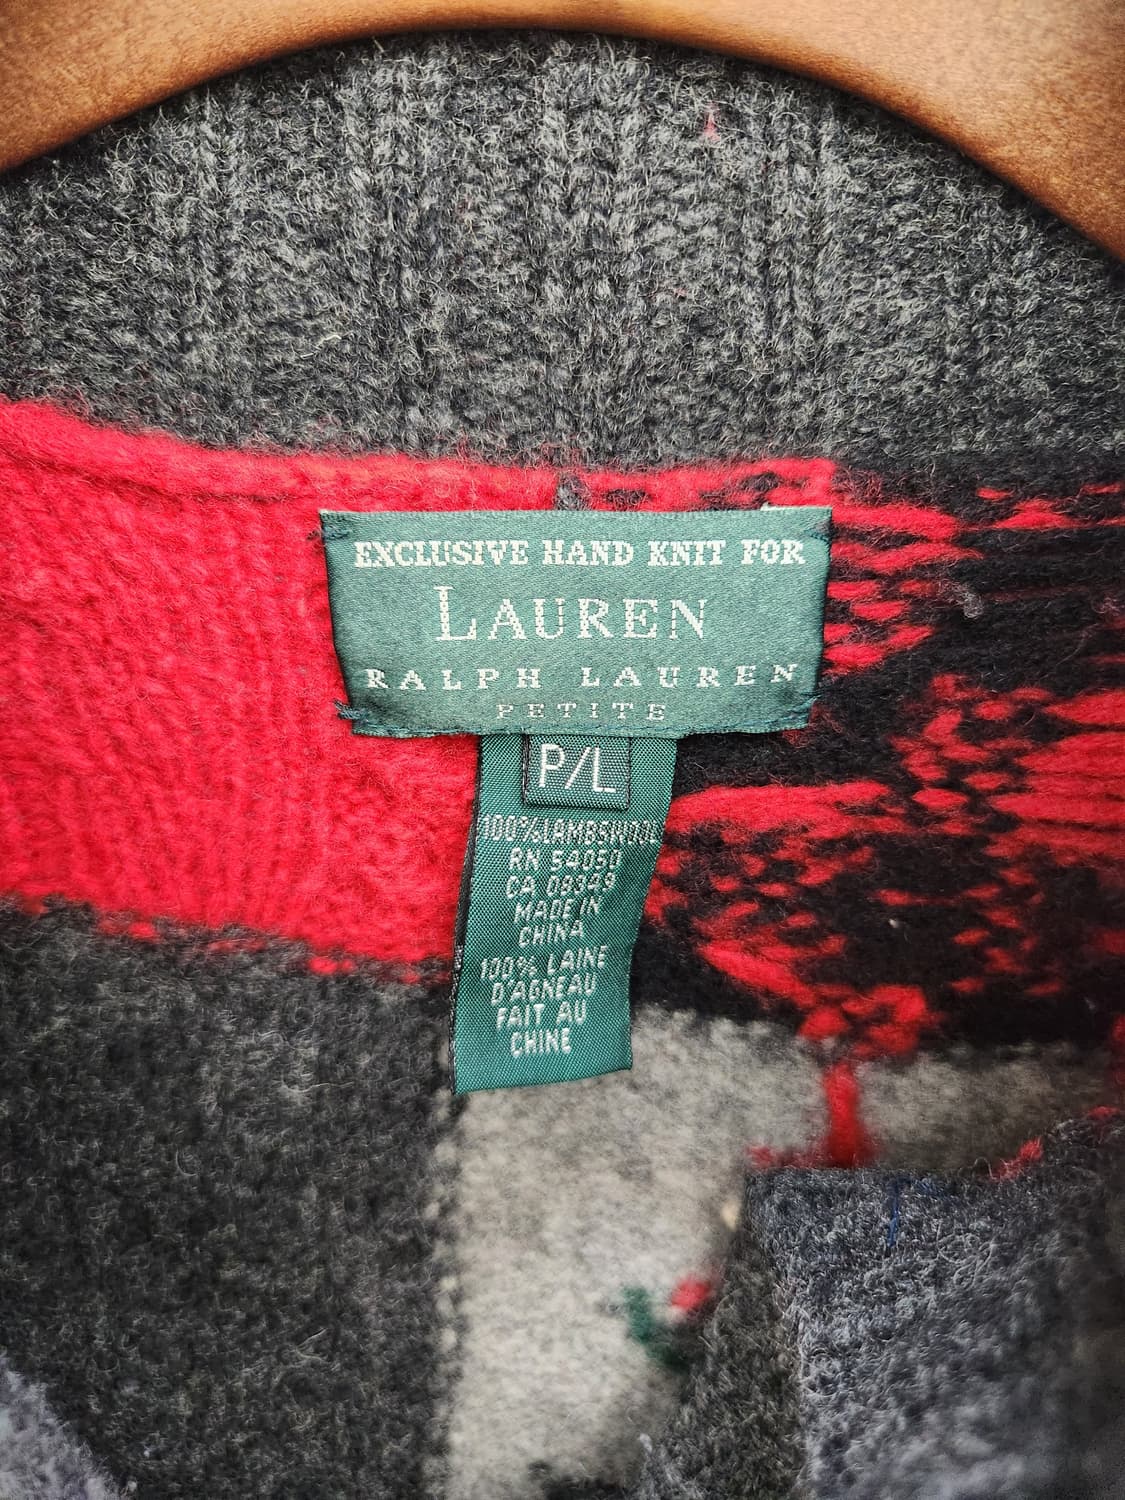 EXCLUSIVE HAND KNIT FOR
LAUREN
RALPH LAUREN
PETITE
P/L
100%LAMBSWOOL
RN 54050
CA 09349
MADE IN
CHINA
100% LAINE
D'AGNEAU
FAIT AU
CHINE